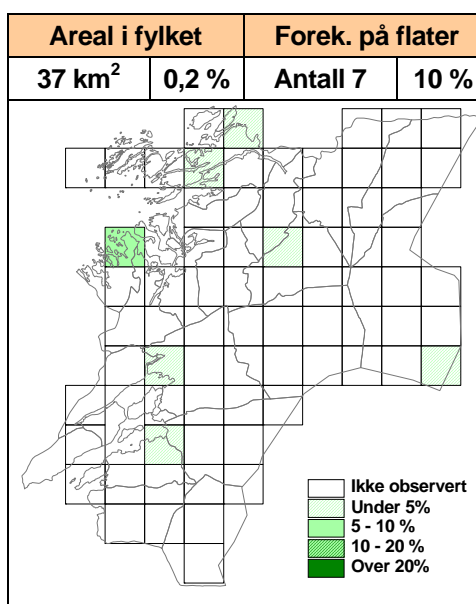 Areal i fylket Forek. på flater
37 km² 0,2 % Antall 7 10 %
Ikke observert
Under 5%
5 - 10 %
10 - 20 %
Over 20%